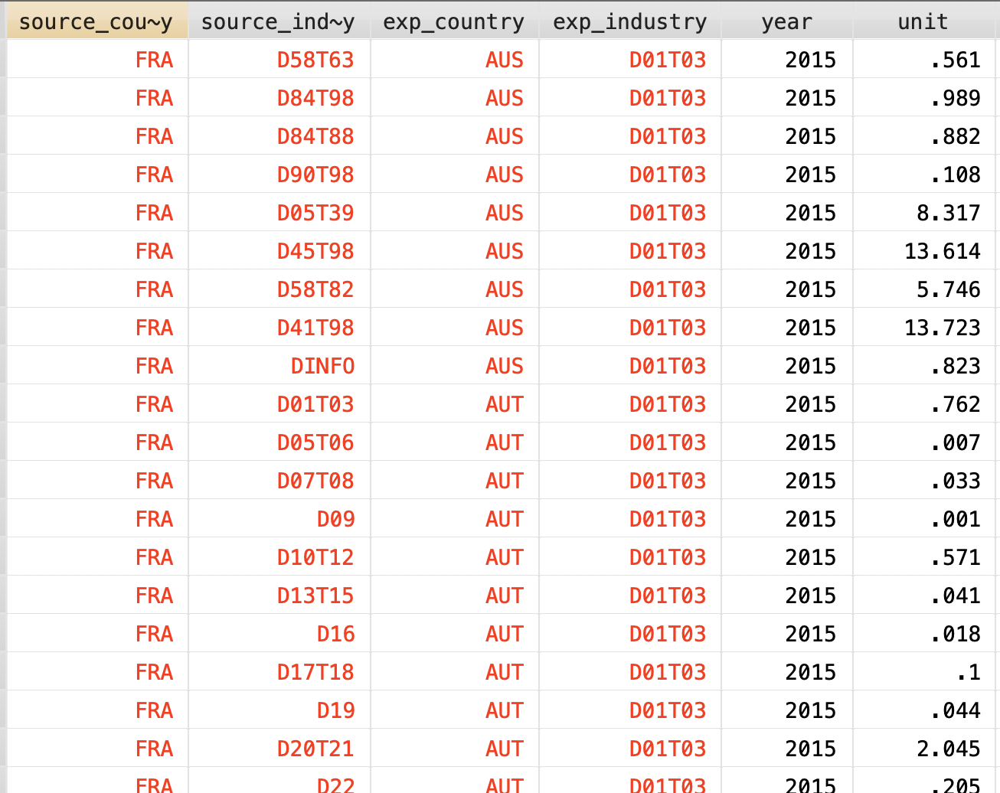 source_cou~y source_ind~y exp_country exp_industry year unit
FRA D58T63 AUS D01T03 2015 .561
FRA D84T98 AUS D01T03 2015 .989
FRA D84T88 AUS D01T03 2015 .882
FRA D90T98 AUS D01T03 2015 .108
FRA D05T39 AUS D01T03 2015 8.317
FRA D45T98 AUS D01T03 2015 13.614
FRA D58T82 AUS D01T03 2015 5.746
FRA D41T98 AUS D01T03 2015 13.723
FRA DINFO AUS D01T03 2015 .823
FRA D01T03 AUT D01T03 2015 .762
FRA D05T06 AUT D01T03 2015 .007
FRA D07T08 AUT D01T03 2015 .033
FRA D09 AUT D01T03 2015 .001
FRA D10T12 AUT D01T03 2015 .571
FRA D13T15 AUT D01T03 2015 .041
FRA D16 AUT D01T03 2015 .018
FRA D17T18 AUT D01T03 2015 .1
FRA D19 AUT D01T03 2015 .044
FRA D20T21 AUT D01T03 2015 2.045
FRA D22 AUT D01T03 2015 .205